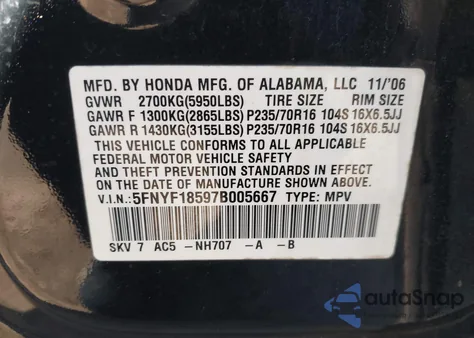 MFD. BY HONDA MFG. OF ALABAMA, LLC 11/'06
GVWR 2700KG(5950LBS) TIRE SIZE RIM SIZE
GAWR F 1300KG(2865LBS) P235/70R16 104S 16X6.5JJ
GAWR R 1430KG(3155LBS) P235/70R16 104S 16X6.5JJ
THIS VEHICLE CONFORMS TO ALL APPLICABLE
FEDERAL MOTOR VEHICLE SAFETY
AND THEFT PREVENTION STANDARDS IN EFFECT
ON THE DATE OF MANUFACTURE SHOWN ABOVE.
V.I.N.:5FNYF18597B005667 TYPE: MPV
SKV 7 AC5 -NH707 -A -B
autoSnap